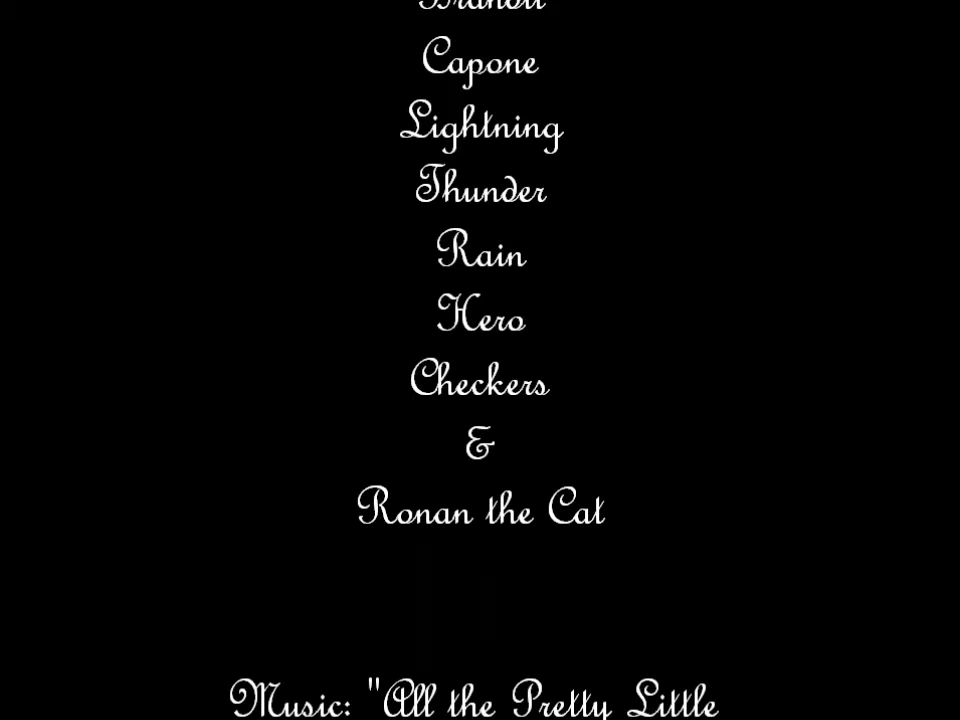 Capone
Lightning
Thunder
Rain
Hero
Checkers
&
Ronan the Cat
Music: "All the Pretty Little